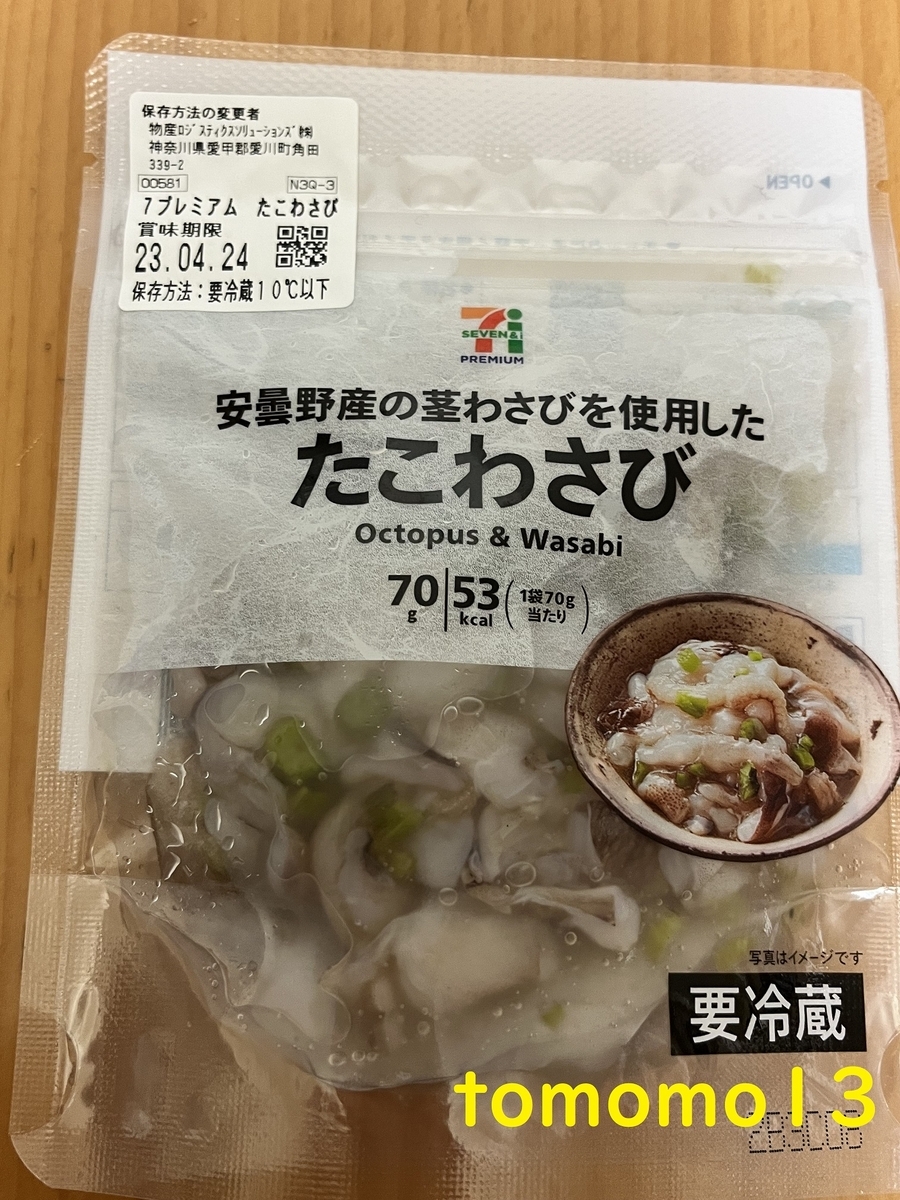 保存方法の変更者
物産ロジスティクスソリューションズ㈱
神奈川県愛甲郡愛川町角田
339-2
00581 N3Q-3
7プレミアム たこわさび
賞味期限
23.04.24
保存方法：要冷蔵10℃以下
OPEN
SEVEN&i
PREMIUM
安曇野産の茎わさびを使用した
たこわさび
Octopus & Wasabi
70g 53kcal (1袋70g当たり)
写真はイメージです
要冷蔵
tomomo13